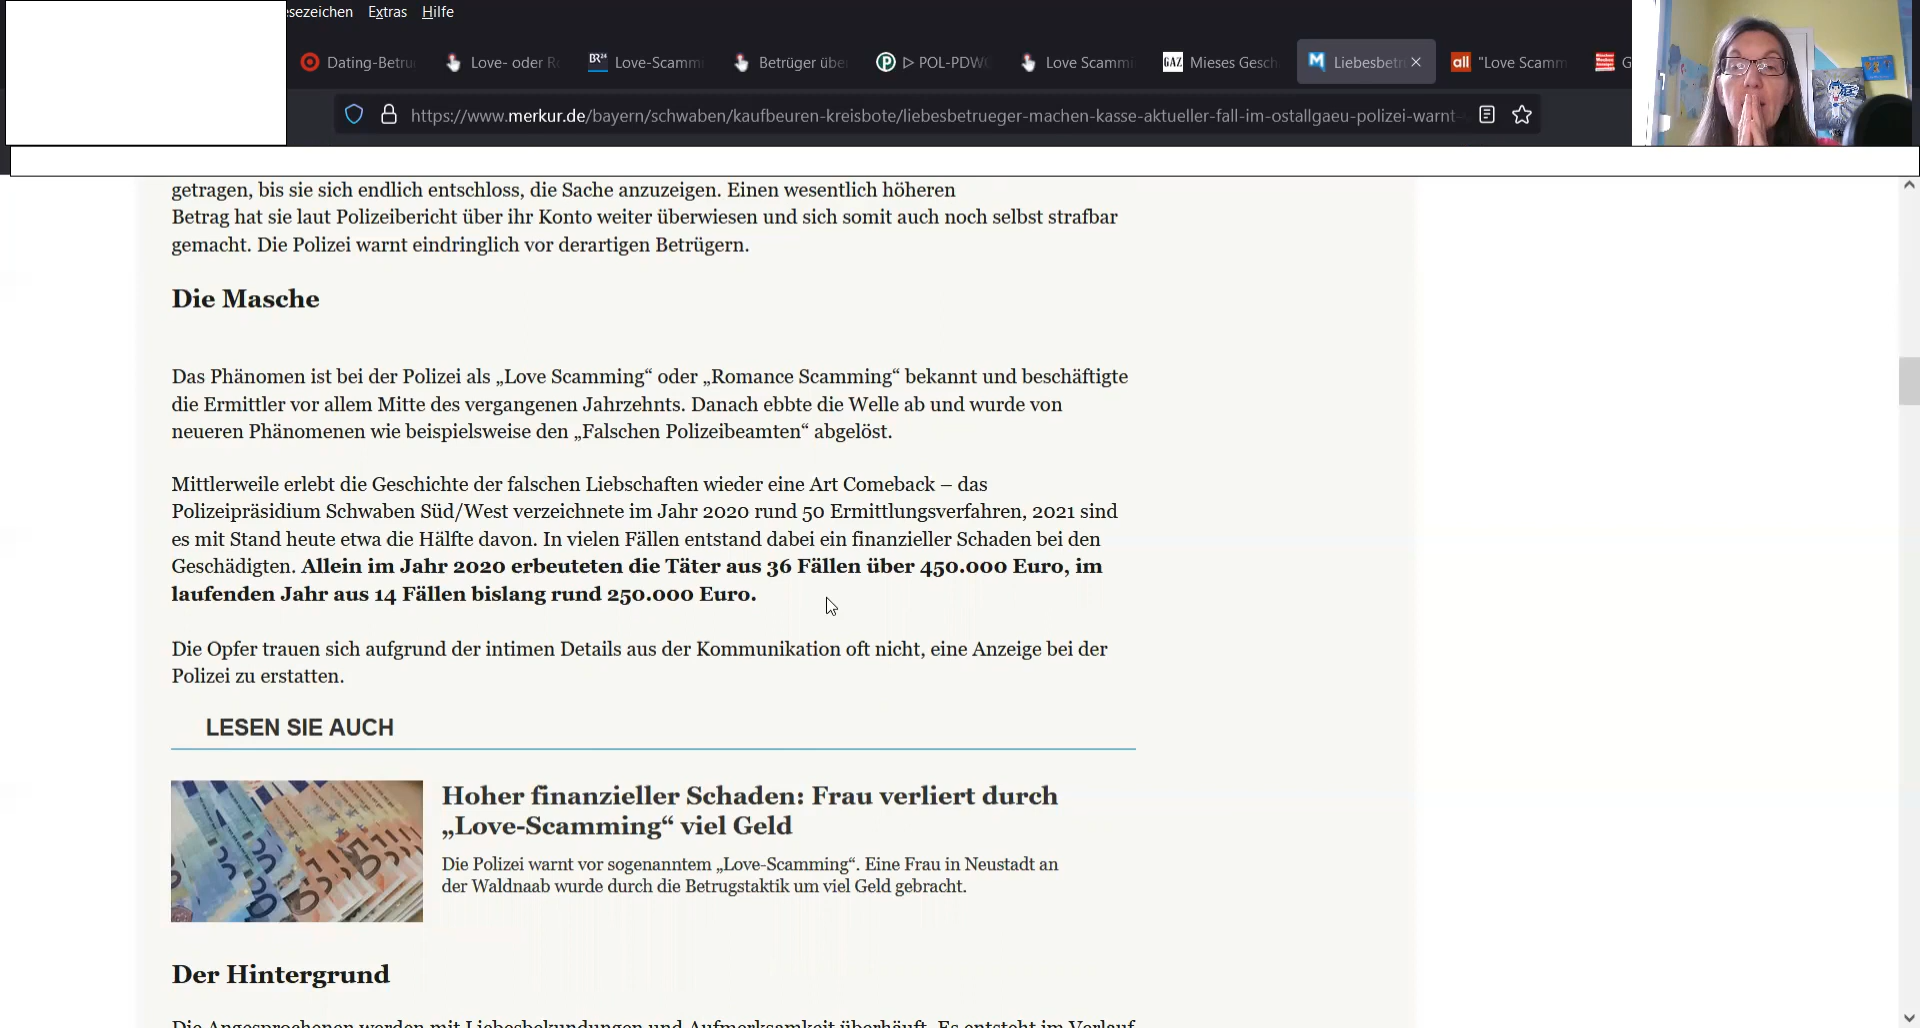 esezeichen Extras Hilfe
Dating-Betru Love- oder R BR24 Love-Scammi Betrüger übe ▷ POL-PDW Love Scammi GAZ Mieses Gesch Liebesbetr all "Love Scamm G
https://www.merkur.de/bayern/schwaben/kaufbeuren-kreisbote/liebesbetrueger-machen-kasse-aktueller-fall-im-ostallgaeu-polizei-warnt-
getragen, bis sie sich endlich entschloss, die Sache anzuzeigen. Einen wesentlich höheren
Betrag hat sie laut Polizeibericht über ihr Konto weiter überwiesen und sich somit auch noch selbst strafbar
gemacht. Die Polizei warnt eindringlich vor derartigen Betrügern.
Die Masche
Das Phänomen ist bei der Polizei als „Love Scamming“ oder „Romance Scamming“ bekannt und beschäftigte
die Ermittler vor allem Mitte des vergangenen Jahrzehnts. Danach ebbte die Welle ab und wurde von
neueren Phänomenen wie beispielsweise den „Falschen Polizeibeamten“ abgelöst.
Mittlerweile erlebt die Geschichte der falschen Liebschaften wieder eine Art Comeback – das
Polizeipräsidium Schwaben Süd/West verzeichnete im Jahr 2020 rund 50 Ermittlungsverfahren, 2021 sind
es mit Stand heute etwa die Hälfte davon. In vielen Fällen entstand dabei ein finanzieller Schaden bei den
Geschädigten. Allein im Jahr 2020 erbeuteten die Täter aus 36 Fällen über 450.000 Euro, im
laufenden Jahr aus 14 Fällen bislang rund 250.000 Euro.
Die Opfer trauen sich aufgrund der intimen Details aus der Kommunikation oft nicht, eine Anzeige bei der
Polizei zu erstatten.
LESEN SIE AUCH
Hoher finanzieller Schaden: Frau verliert durch
„Love-Scamming“ viel Geld
Die Polizei warnt vor sogenanntem „Love-Scamming“. Eine Frau in Neustadt an
der Waldnaab wurde durch die Betrugstaktik um viel Geld gebracht.
Der Hintergrund
Die Angesprochenen werden mit Liebesbekundungen und Aufmerksamkeit überhäuft. Es entsteht im Verlauf